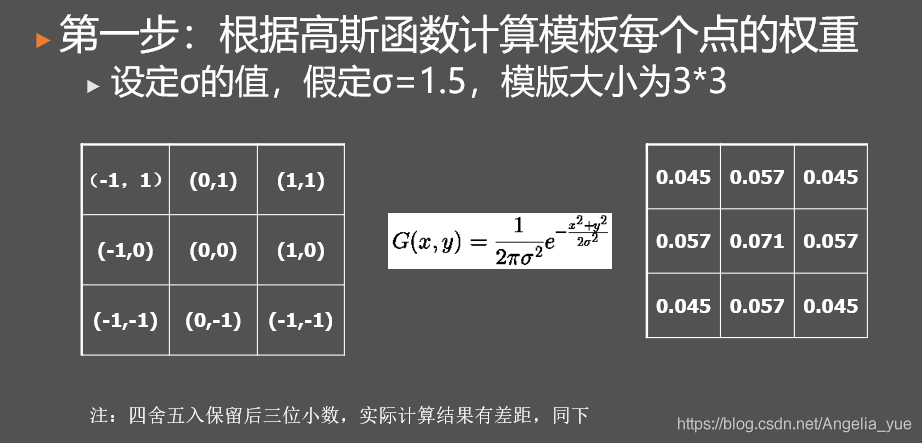 第一步：根据高斯函数计算模板每个点的权重
设定σ的值，假定σ=1.5，模版大小为3*3
（-1，1） (0,1) (1,1)
(-1,0) (0,0) (1,0)
(-1,-1) (0,-1) (-1,-1)
G(x, y) = \frac{1}{2πσ^2} e^{-\frac{x^2+y^2}{2σ^2}}
0.045 0.057 0.045
0.057 0.071 0.057
0.045 0.057 0.045
注：四舍五入保留后三位小数，实际计算结果有差距，同下
https://blog.csdn.net/Angelia_yue